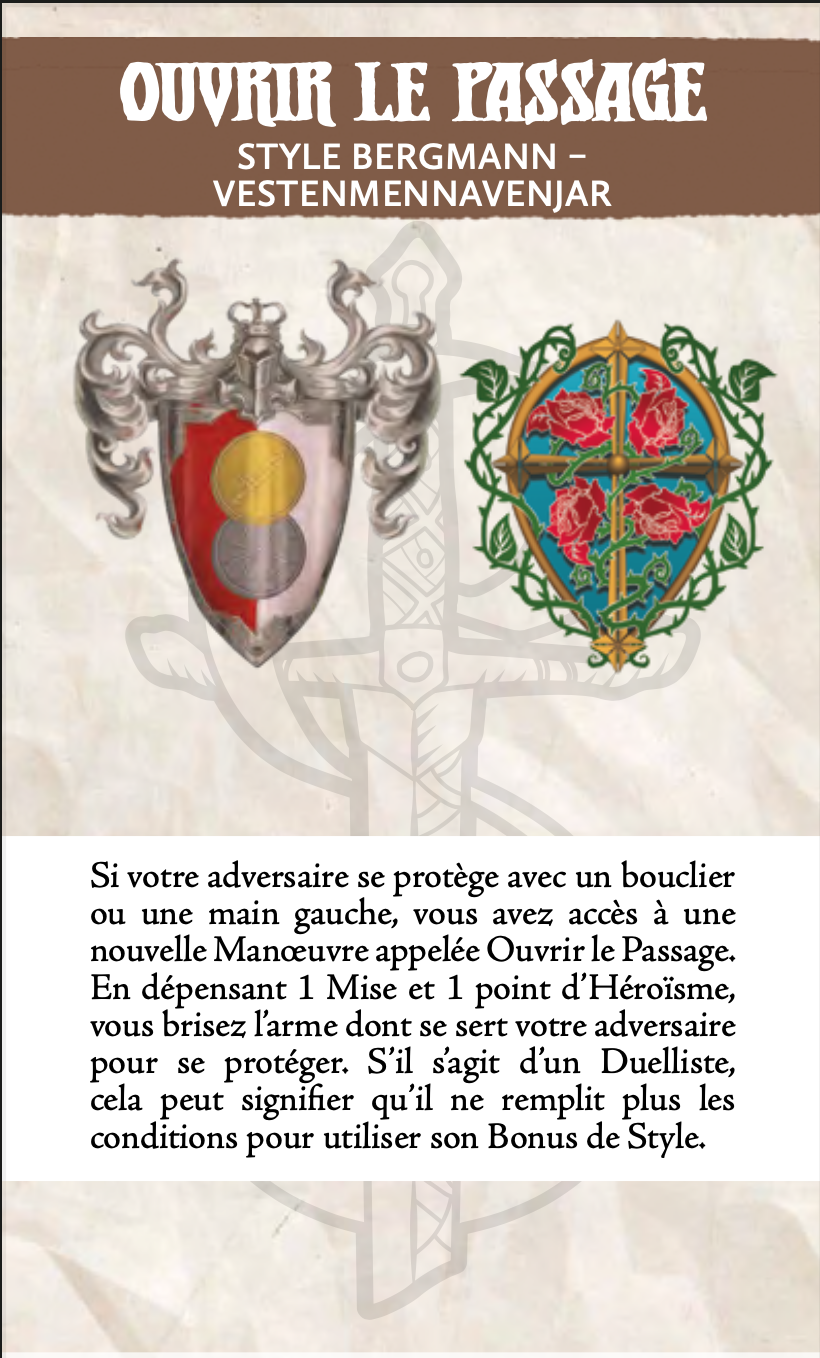 OUVRIR LE PASSAGE
STYLE BERGMANN –
VESTENMENNAVENJAR
Si votre adversaire se protège avec un bouclier
ou une main gauche, vous avez accès à une
nouvelle Manœuvre appelée Ouvrir le Passage.
En dépensant 1 Mise et 1 point d’Héroïsme,
vous brisez l’arme dont se sert votre adversaire
pour se protéger. S’il s’agit d’un Duelliste,
cela peut signifier qu’il ne remplit plus les
conditions pour utiliser son Bonus de Style.